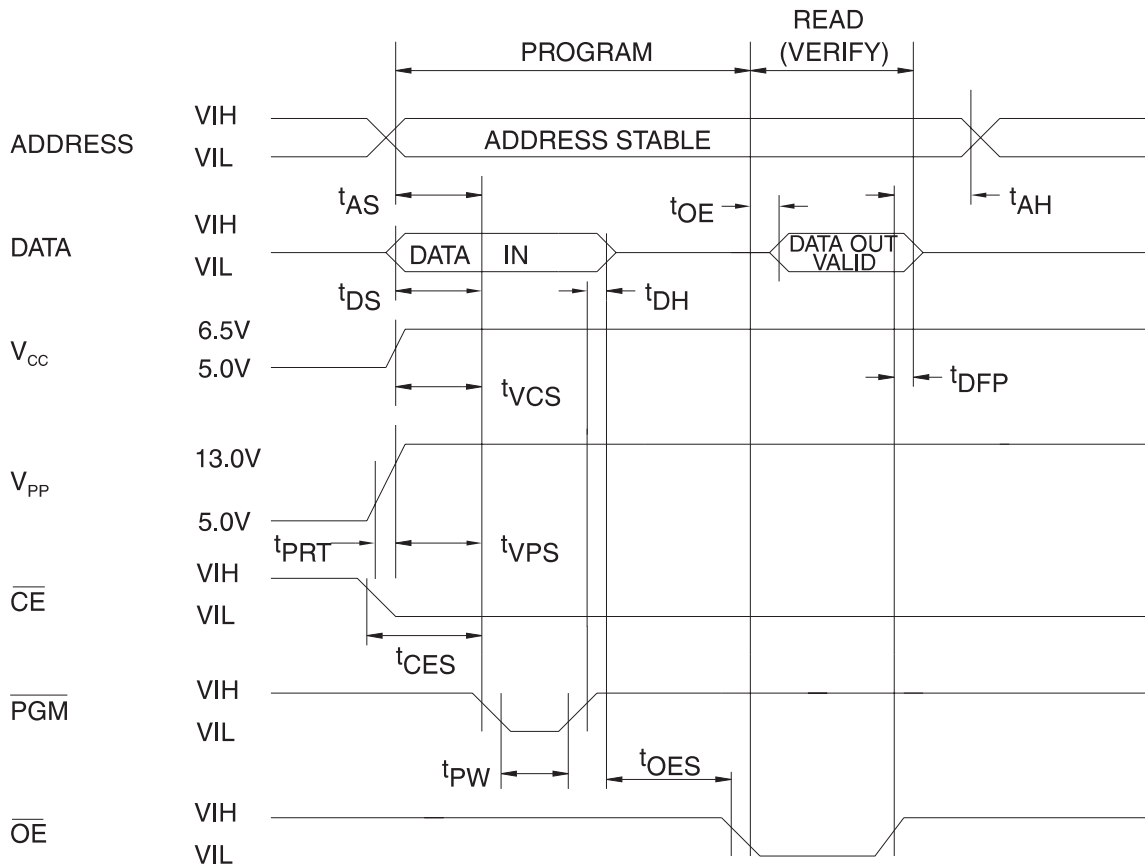 READ
PROGRAM (VERIFY)
ADDRESS VIH VIL ADDRESS STABLE
tAS tOE tAH
DATA VIH VIL DATA IN DATA OUT VALID
tDS tDH
VCC 6.5V 5.0V
tVCS tDFP
VPP 13.0V 5.0V
tPRT tVPS
CE VIH VIL
tCES
PGM VIH VIL
tPW tOES
OE VIH VIL